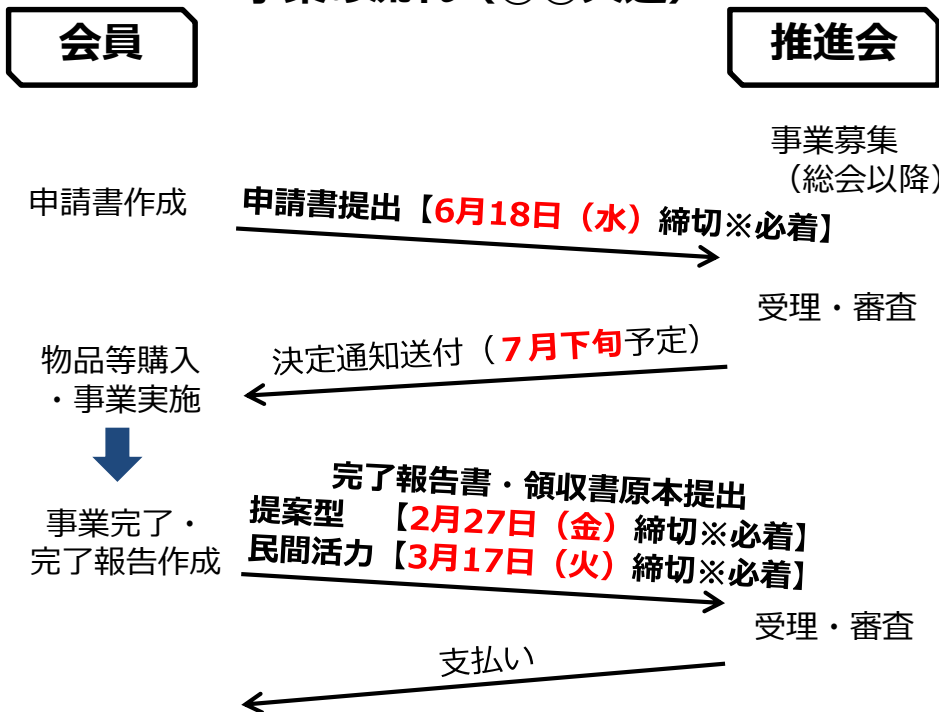 会員
推進会
事業募集
（総会以降）
申請書作成
申請書提出【6月18日（水）締切※必着】
受理・審査
決定通知送付（７月下旬予定）
物品等購入
・事業実施
完了報告書・領収書原本提出
提案型　【2月27日（金）締切※必着】
民間活力【3月17日（火）締切※必着】
事業完了・
完了報告作成
受理・審査
支払い